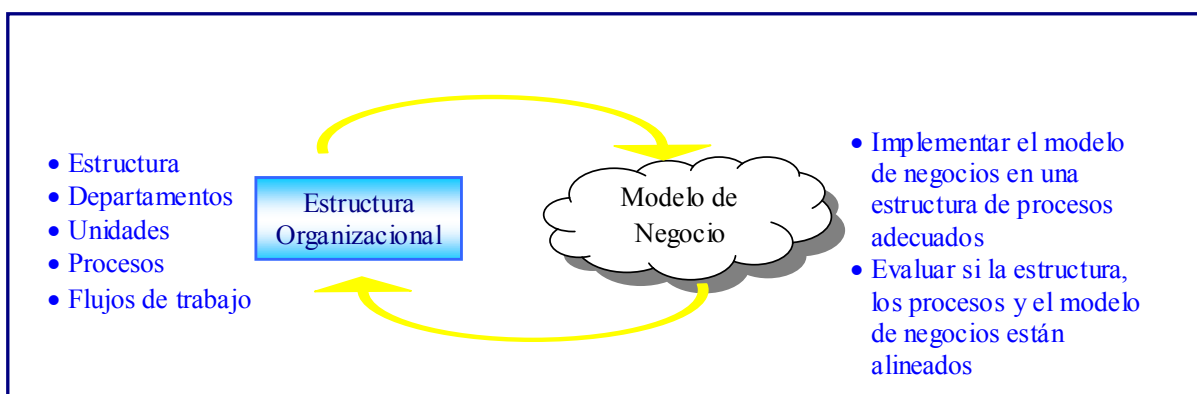 • Estructura
• Departamentos
• Unidades
• Procesos
• Flujos de trabajo
Estructura
Organizacional
Modelo de
Negocio
• Implementar el modelo
de negocios en una
estructura de procesos
adecuados
• Evaluar si la estructura,
los procesos y el modelo
de negocios están
alineados